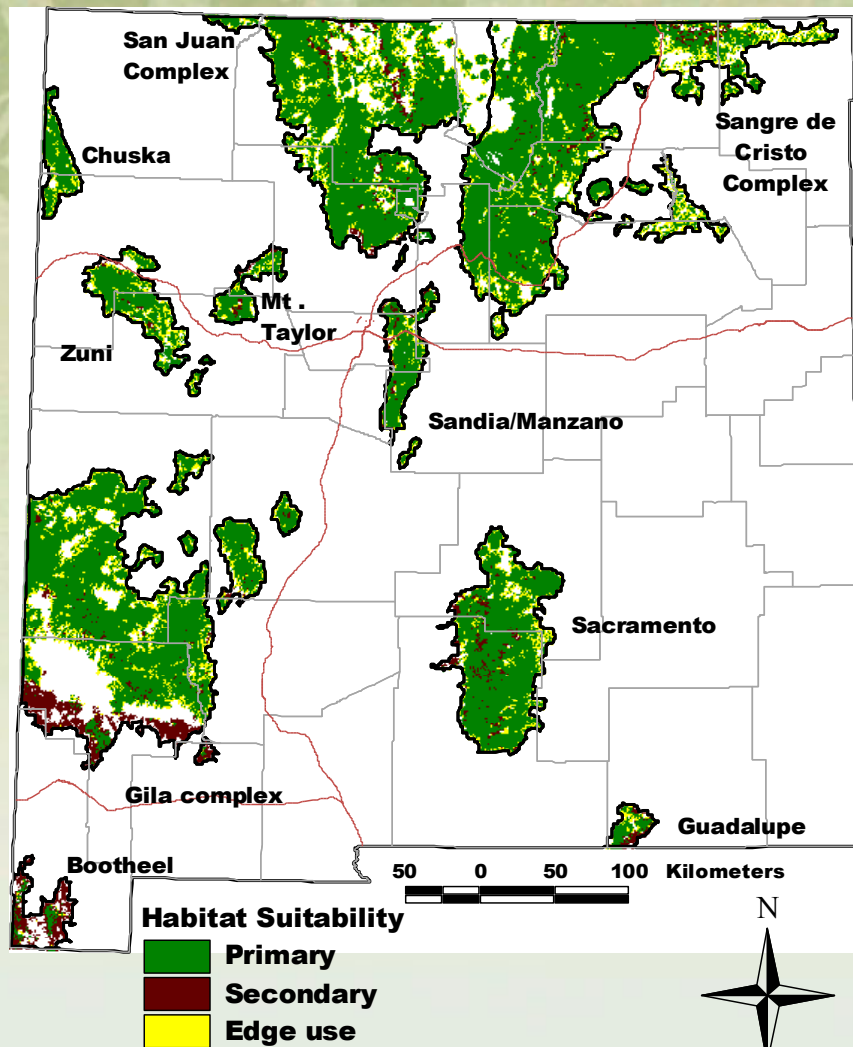 San Juan
Complex
Chuska
Sangre de
Cristo
Complex
Mt .
Taylor
Zuni
Sandia/Manzano
Sacramento
Gila complex
Guadalupe
Bootheel
50 0 50 100 Kilometers
Habitat Suitability
N
Primary
Secondary
Edge use